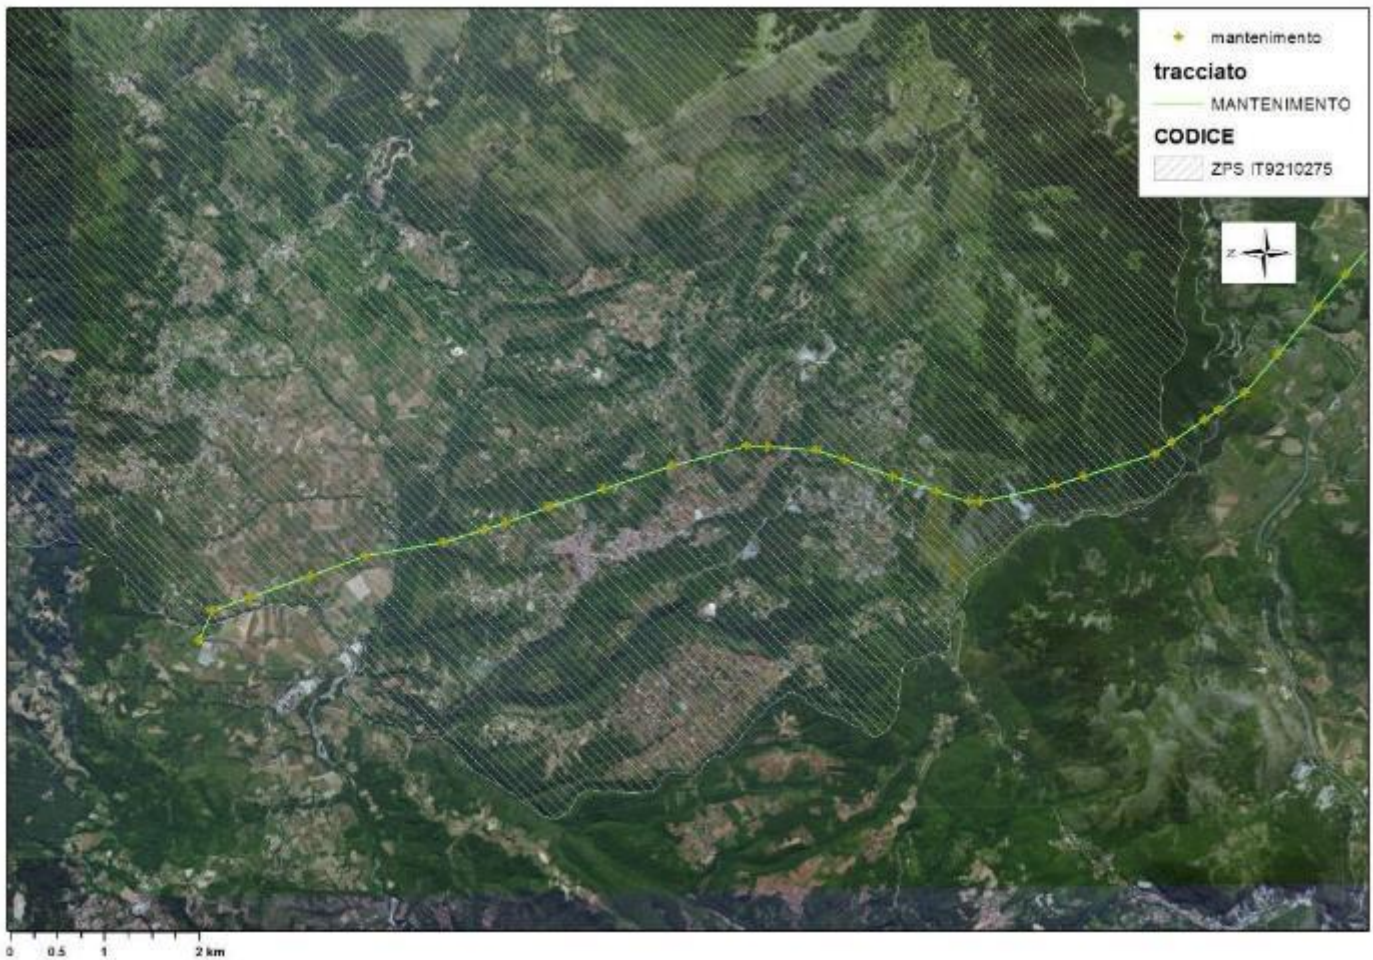 mantenimento
tracciato
MANTENIMENTO
CODICE
ZPS IT9210275
N
0 0.5 1 2 km